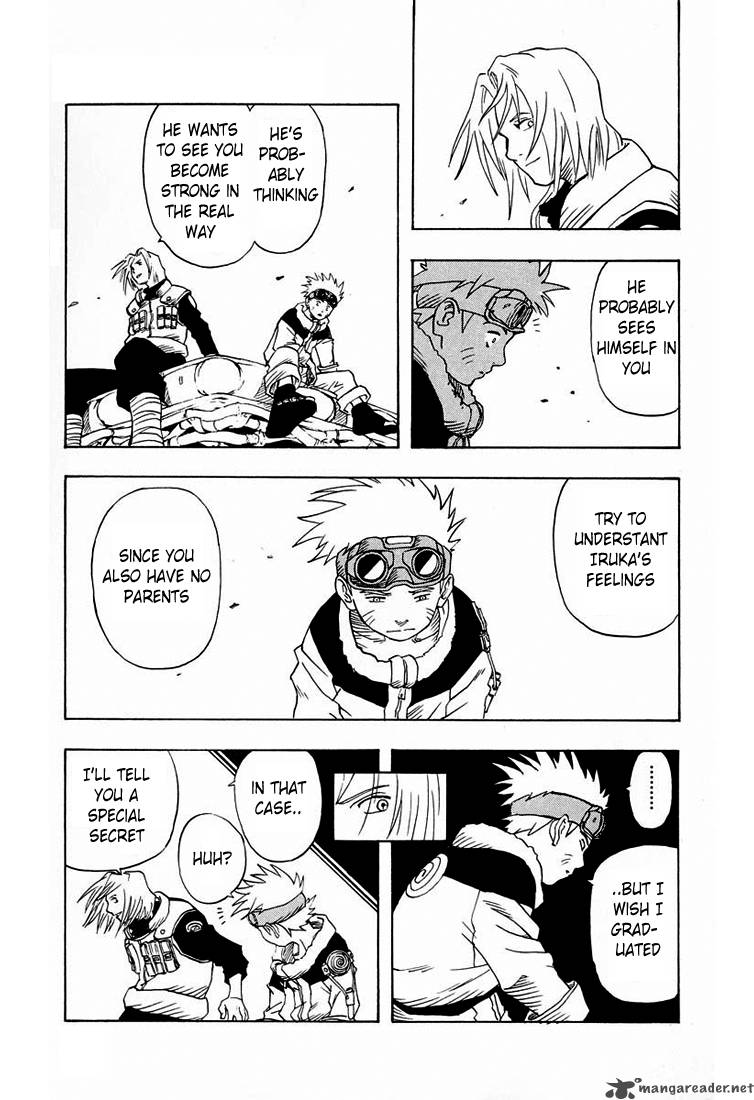 HE
PROBABLY
SEES
HIMSELF IN
YOU
HE'S
PROB-
ABLY
THINKING
HE WANTS
TO SEE YOU
BECOME
STRONG IN
THE REAL
WAY
TRY TO
UNDERSTANT
IRUKA'S
FEELINGS
SINCE YOU
ALSO HAVE NO
PARENTS
..........
..BUT I
WISH I
GRAD-
UATED
IN THAT
CASE..
HUH?
I'LL TELL
YOU A
SPECIAL
SECRET
mangareader.net